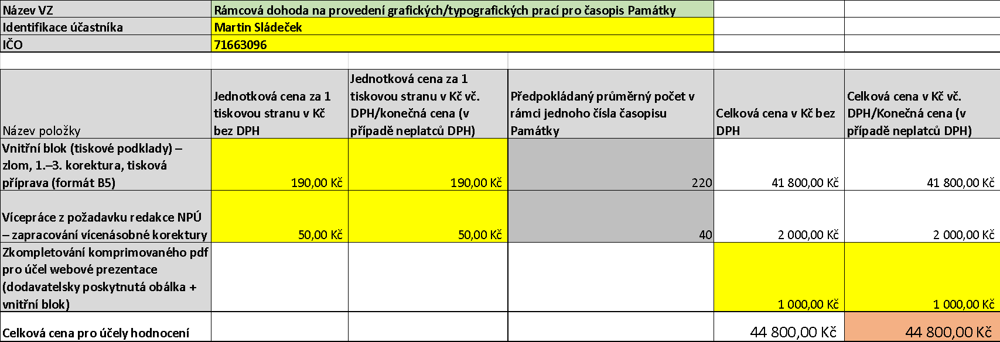 Název VZ
Rámcová dohoda na provedení grafických/typografických prací pro časopis Památky
Identifikace účastníka
Martin Sládeček
IČO
71663096
Název položky
Jednotková cena za 1
tiskovou stranu v Kč
bez DPH
Jednotková cena za 1
tiskovou stranu v Kč vč.
DPH/konečná cena (v
případě neplatců DPH)
Předpokládaný průměrný počet v
rámci jednoho čísla časopisu
Památky
Celková cena v Kč bez
DPH
Celková cena v Kč vč.
DPH/Konečná cena (v
případě neplatců DPH)
Vnitřní blok (tiskové podklady) –
zlom, 1.–3. korektura, tisková
příprava (formát B5)
190,00 Kč
190,00 Kč
220
41 800,00 Kč
41 800,00 Kč
Vícepráce z požadavku redakce NPÚ
– zapracování vícenásobné korektury
50,00 Kč
50,00 Kč
40
2 000,00 Kč
2 000,00 Kč
Zkompletování komprimovaného pdf
pro účel webové prezentace
(dodavatelsky poskytnutá obálka +
vnitřní blok)
1 000,00 Kč
1 000,00 Kč
Celková cena pro účely hodnocení
44 800,00 Kč
44 800,00 Kč